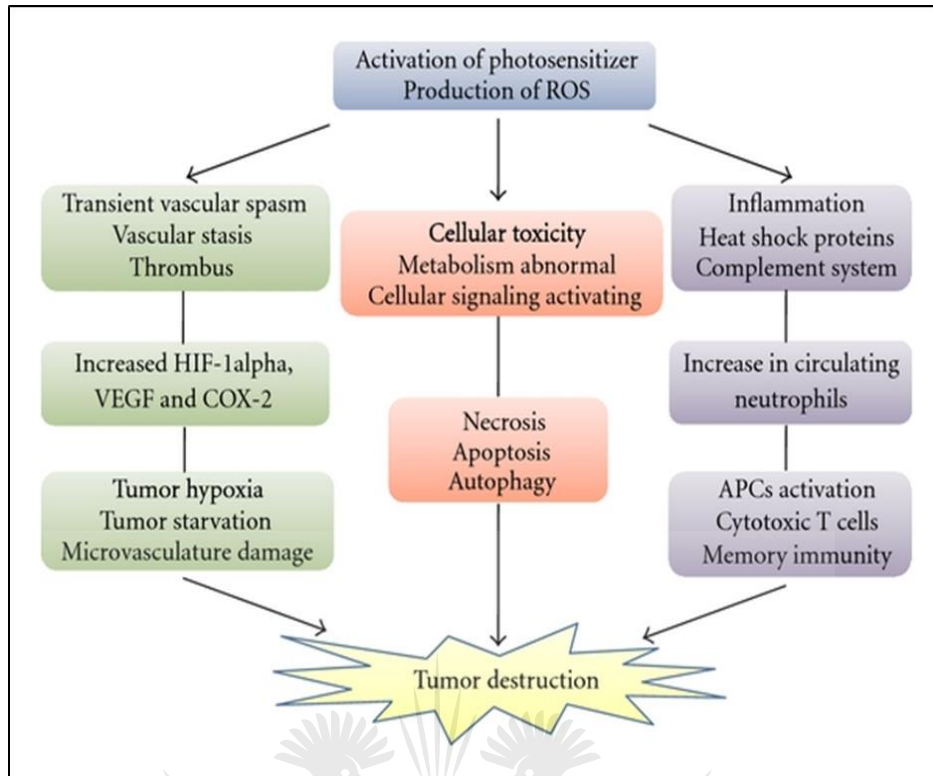 Activation of photosensitizer
Production of ROS
Transient vascular spasm
Vascular stasis
Thrombus
Increased HIF-1alpha,
VEGF and COX-2
Tumor hypoxia
Tumor starvation
Microvasculature damage
Cellular toxicity
Metabolism abnormal
Cellular signaling activating
Necrosis
Apoptosis
Autophagy
Inflammation
Heat shock proteins
Complement system
Increase in circulating
neutrophils
APCs activation
Cytotoxic T cells
Memory immunity
Tumor destruction